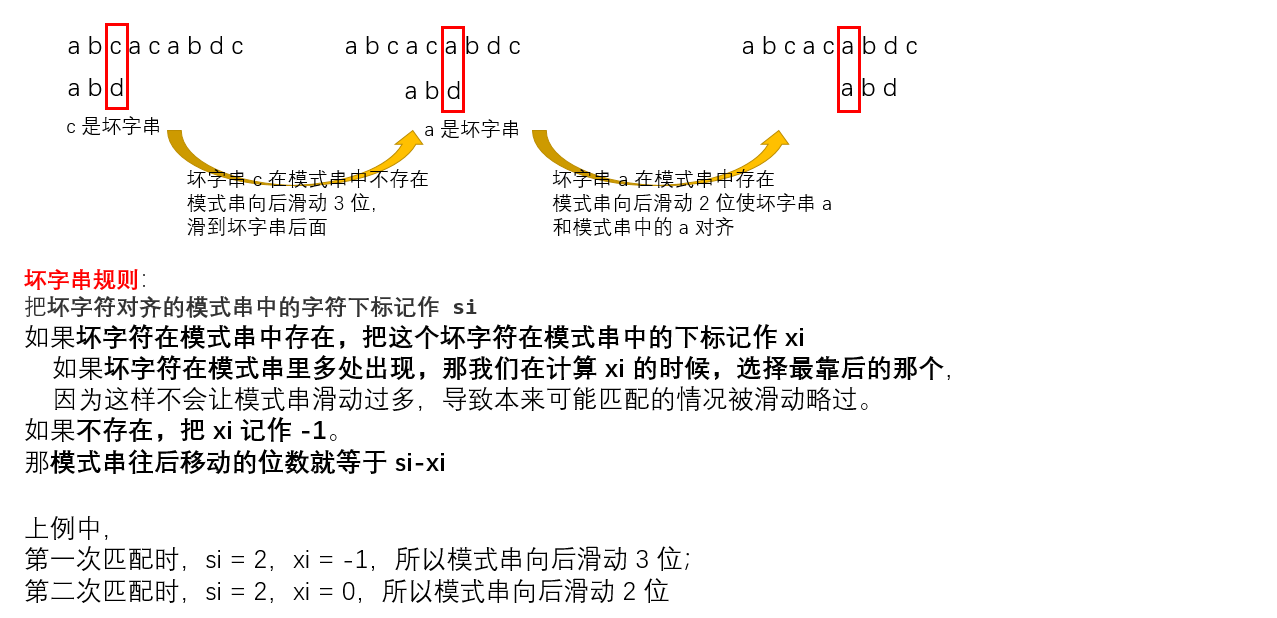 a b c a c a b d c
a b d
c 是坏字串
a b c a c a b d c
a b d
a 是坏字串
a b c a c a b d c
a b d
坏字串 c 在模式串中不存在
模式串向后滑动 3 位,
滑到坏字串后面
坏字串 a 在模式串中存在
模式串向后滑动 2 位使坏字串 a
和模式串中的 a 对齐
坏字串规则:
把坏字符对齐的模式串中的字符下标记作 si
如果坏字符在模式串中存在，把这个坏字符在模式串中的下标记作 xi
如果坏字符在模式串里多处出现，那我们在计算 xi 的时候，选择最靠后的那个,
因为这样不会让模式串滑动过多，导致本来可能匹配的情况被滑动略过。
如果不存在，把 xi 记作 -1。
那模式串往后移动的位数就等于 si-xi
上例中，
第一次匹配时，si = 2，xi = -1，所以模式串向后滑动 3 位;
第二次匹配时，si = 2，xi = 0，所以模式串向后滑动 2 位